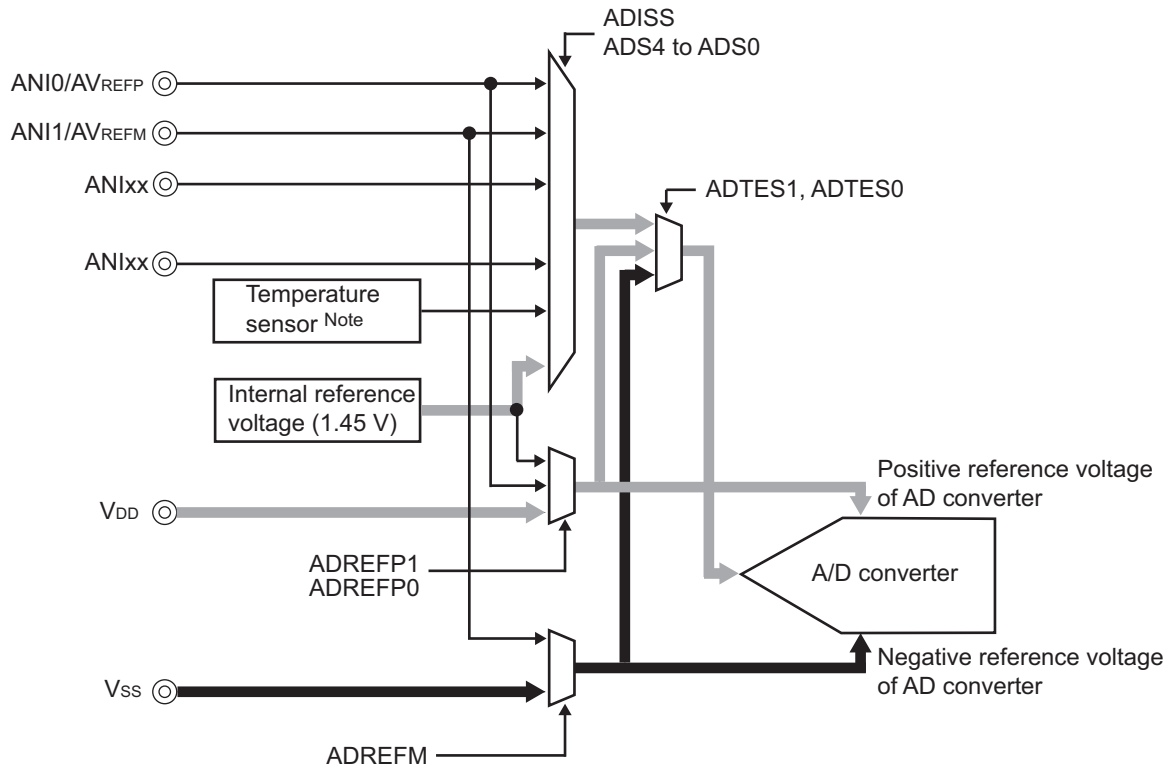 ADISS
ADS4 to ADS0
ANI0/AVREFP
ANI1/AVREFM
ANIxx
ADTES1, ADTES0
ANIxx
Temperature
sensor Note
Internal reference
voltage (1.45 V)
Positive reference voltage
of AD converter
VDD
ADREFP1
ADREFP0
A/D converter
Negative reference voltage
of AD converter
VSS
ADREFM